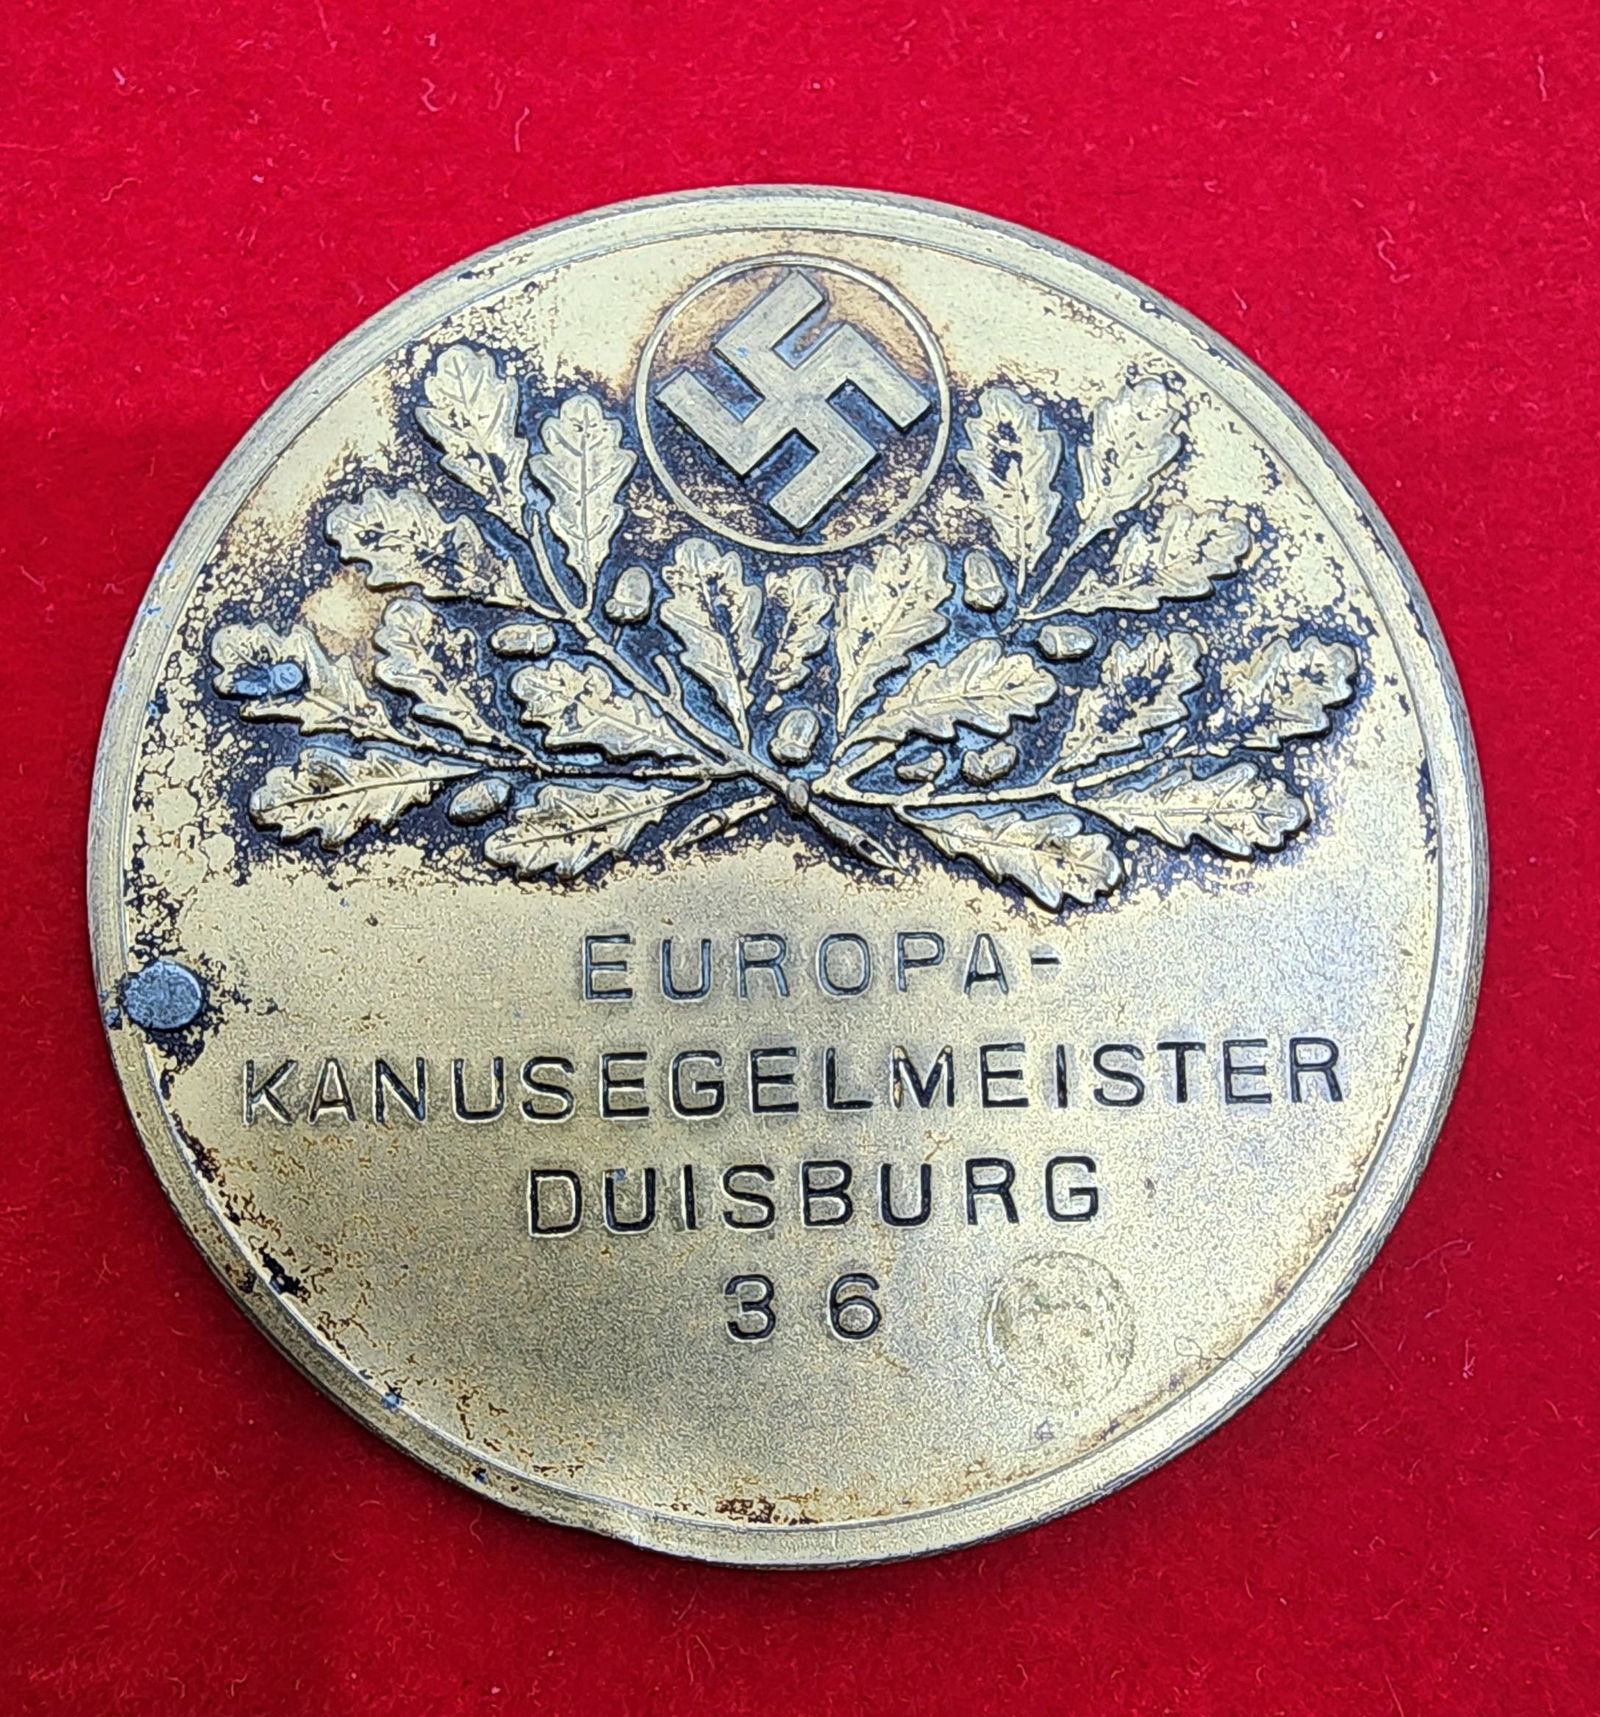 EUROPA-
KANUSEGELMEISTER
DUISBURG
36